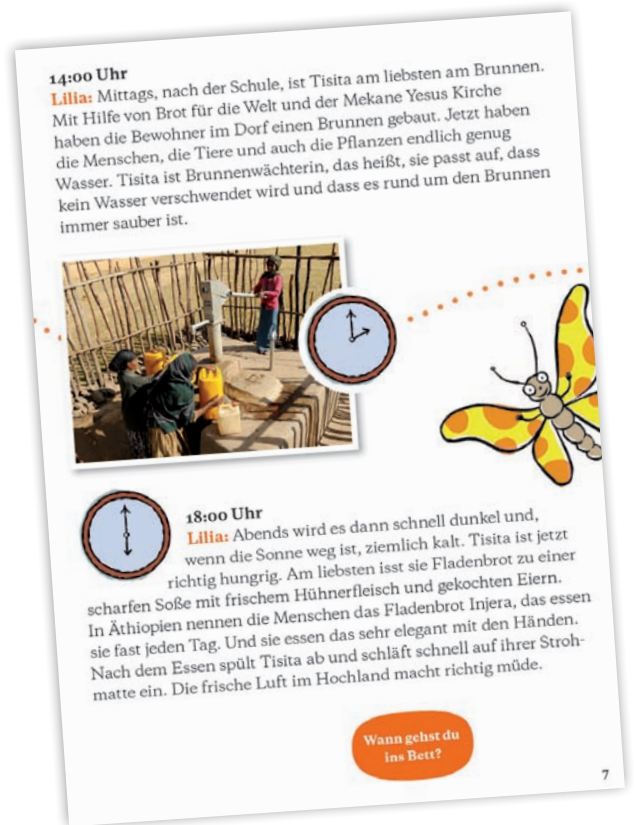 14:00 Uhr
Lilia: Mittags, nach der Schule, ist Tisita am liebsten am Brunnen.
Mit Hilfe von Brot für die Welt und der Mekane Yesus Kirche
haben die Bewohner im Dorf einen Brunnen gebaut. Jetzt haben
die Menschen, die Tiere und auch die Pflanzen endlich genug
Wasser. Tisita ist Brunnenwächterin, das heißt, sie passt auf, dass
kein Wasser verschwendet wird und dass es rund um den Brunnen
immer sauber ist.
18:00 Uhr
Lilia: Abends wird es dann schnell dunkel und,
wenn die Sonne weg ist, ziemlich kalt. Tisita ist jetzt
richtig hungrig. Am liebsten isst sie Fladenbrot zu einer
scharfen Soße mit frischem Hühnerfleisch und gekochten Eiern.
In Äthiopien nennen die Menschen das Fladenbrot Injera, das essen
sie fast jeden Tag. Und sie essen das sehr elegant mit den Händen.
Nach dem Essen spült Tisita ab und schläft schnell auf ihrer Stroh-
matte ein. Die frische Luft im Hochland macht richtig müde.
Wann gehst du
ins Bett?
7